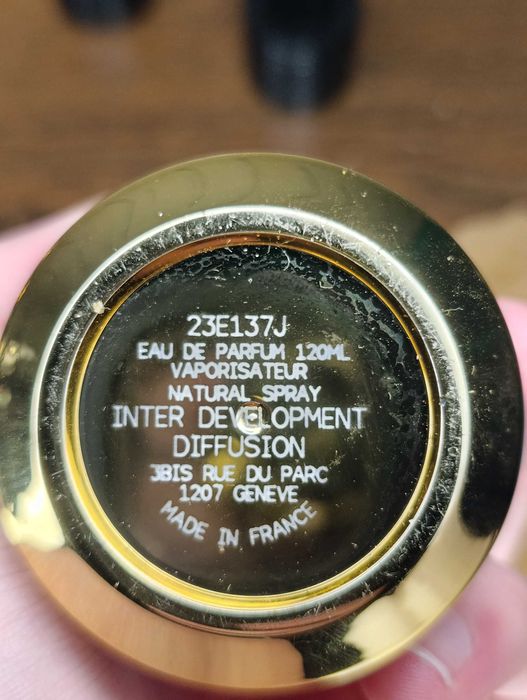 23E137J
EAU DE PARFUM 120ML
VAPORISATEUR
NATURAL SPRAY
INTER DEVELOPMENT
DIFFUSION
3BIS RUE DU PARC
1207 GENEVE
MADE IN FRANCE